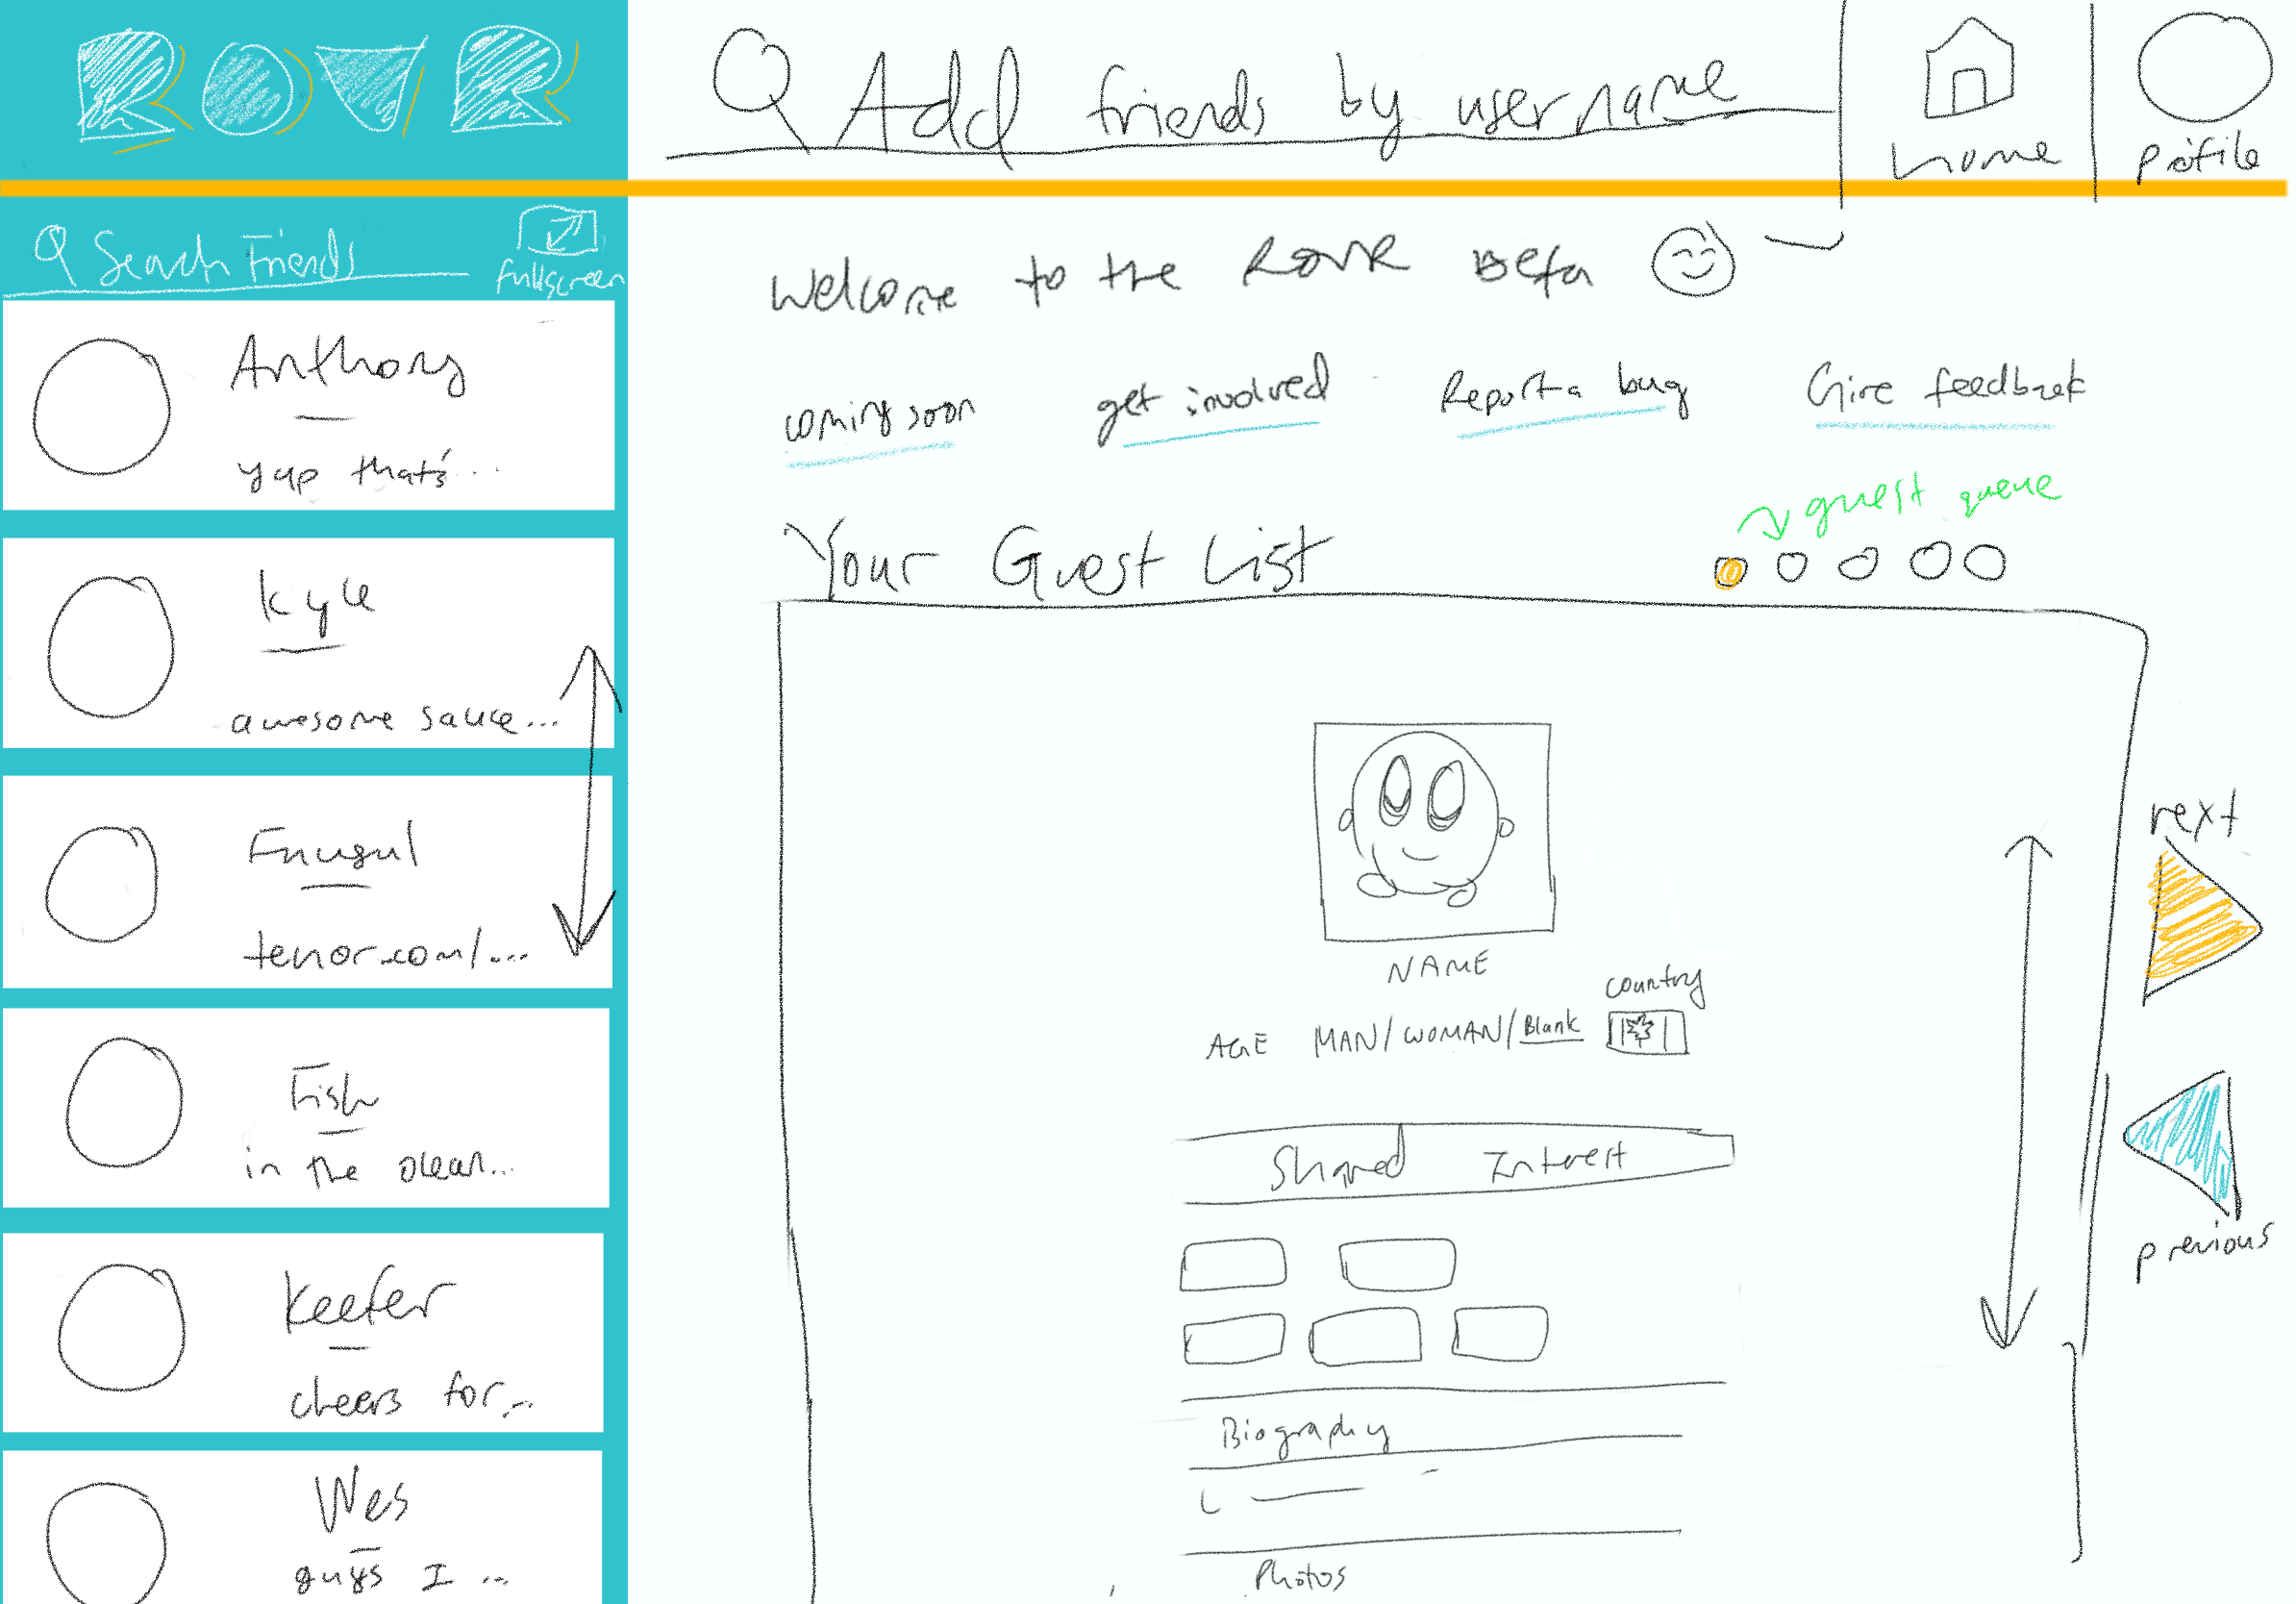 ROVR
Add friends by username
home
profile
Search Friends
fullscreen
Anthony
yap that's...
Kyle
awesome sauce...
Frugul
tenor.com/...
Fish
in the ocean...
Keefer
cheers for...
Wes
guys I ...
Welcome to the ROVR Beta
coming soon
get involved
Report a bug
Give feedback
guest queue
Your Guest List
NAME
country
AGE MAN/WOMAN/Blank
Shared Interest
Biography
Photos
next
previous